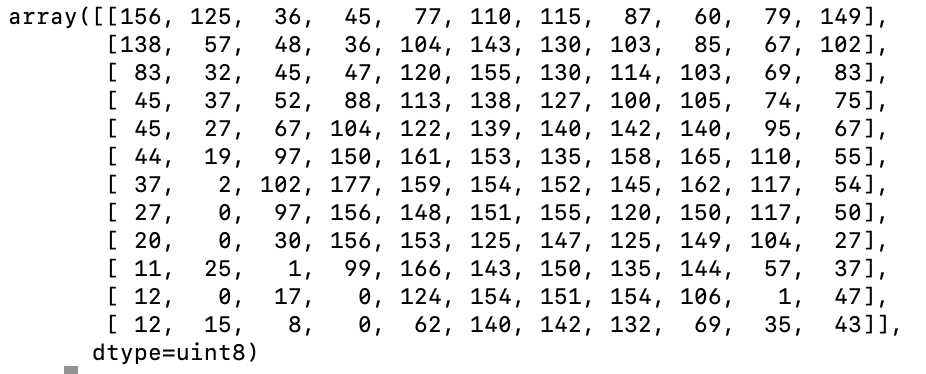 array([[156, 125, 36, 45, 77, 110, 115, 87, 60, 79, 149],
[138, 57, 48, 36, 104, 143, 130, 103, 85, 67, 102],
[ 83, 32, 45, 47, 120, 155, 130, 114, 103, 69, 83],
[ 45, 37, 52, 88, 113, 138, 127, 100, 105, 74, 75],
[ 45, 27, 67, 104, 122, 139, 140, 142, 140, 95, 67],
[ 44, 19, 97, 150, 161, 153, 135, 158, 165, 110, 55],
[ 37, 2, 102, 177, 159, 154, 152, 145, 162, 117, 54],
[ 27, 0, 97, 156, 148, 151, 155, 120, 150, 117, 50],
[ 20, 0, 30, 156, 153, 125, 147, 125, 149, 104, 27],
[ 11, 25, 1, 99, 166, 143, 150, 135, 144, 57, 37],
[ 12, 0, 17, 0, 124, 154, 151, 154, 106, 1, 47],
[ 12, 15, 8, 0, 62, 140, 142, 132, 69, 35, 43]],
dtype=uint8)